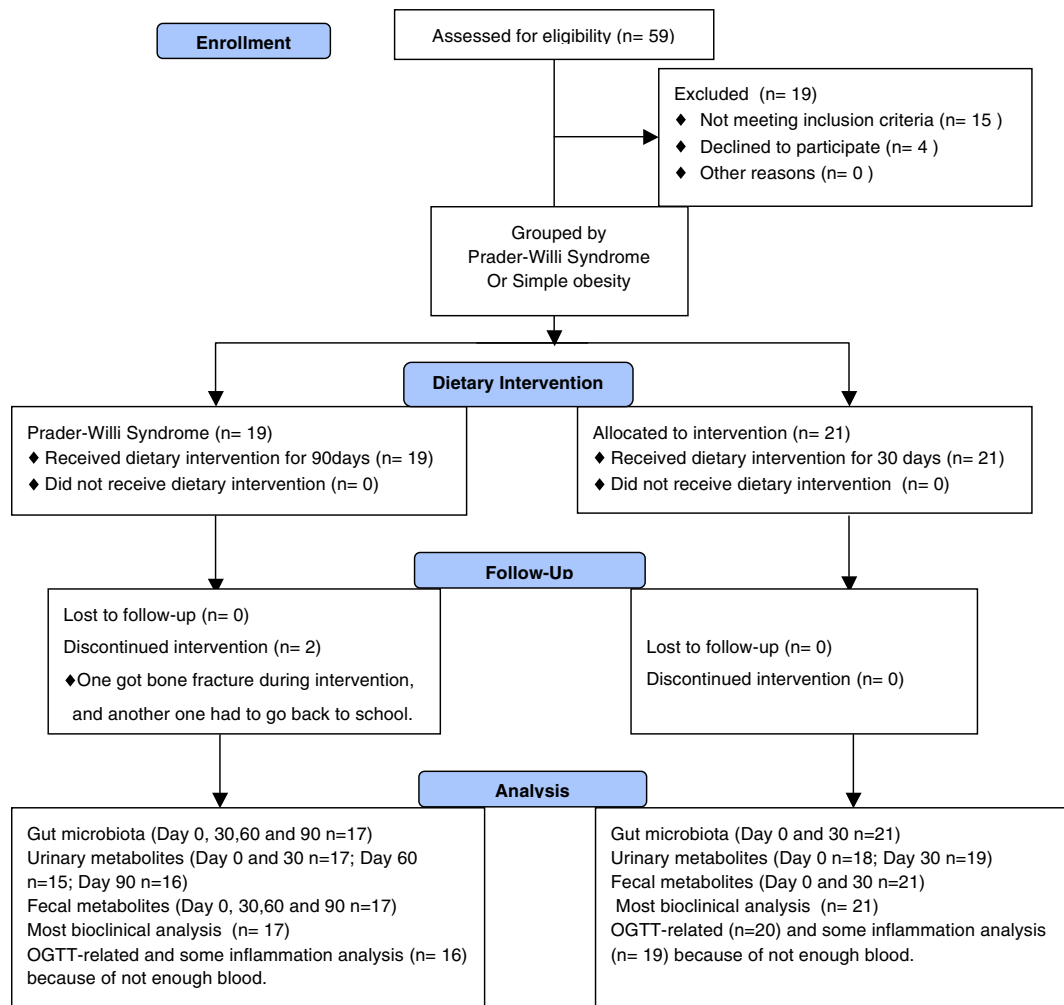 Enrollment
Assessed for eligibility (n= 59)
Excluded (n= 19)
♦ Not meeting inclusion criteria (n= 15 )
♦ Declined to participate (n= 4 )
♦ Other reasons (n= 0 )
Grouped by
Prader-Willi Syndrome
Or Simple obesity
Dietary Intervention
Prader-Willi Syndrome (n= 19)
♦ Received dietary intervention for 90days (n= 19)
♦ Did not receive dietary intervention (n= 0)
Allocated to intervention (n= 21)
♦ Received dietary intervention for 30 days (n= 21)
♦ Did not receive dietary intervention (n= 0)
Follow-Up
Lost to follow-up (n= 0)
Discontinued intervention (n= 2)
♦One got bone fracture during intervention,
and another one had to go back to school.
Lost to follow-up (n= 0)
Discontinued intervention (n= 0)
Analysis
Gut microbiota (Day 0, 30,60 and 90 n=17)
Urinary metabolites (Day 0 and 30 n=17; Day 60
n=15; Day 90 n=16)
Fecal metabolites (Day 0, 30,60 and 90 n=17)
Most bioclinical analysis (n= 17)
OGTT-related and some inflammation analysis (n= 16)
because of not enough blood.
Gut microbiota (Day 0 and 30 n=21)
Urinary metabolites (Day 0 n=18; Day 30 n=19)
Fecal metabolites (Day 0 and 30 n=21)
Most bioclinical analysis (n= 21)
OGTT-related (n=20) and some inflammation analysis
(n= 19) because of not enough blood.